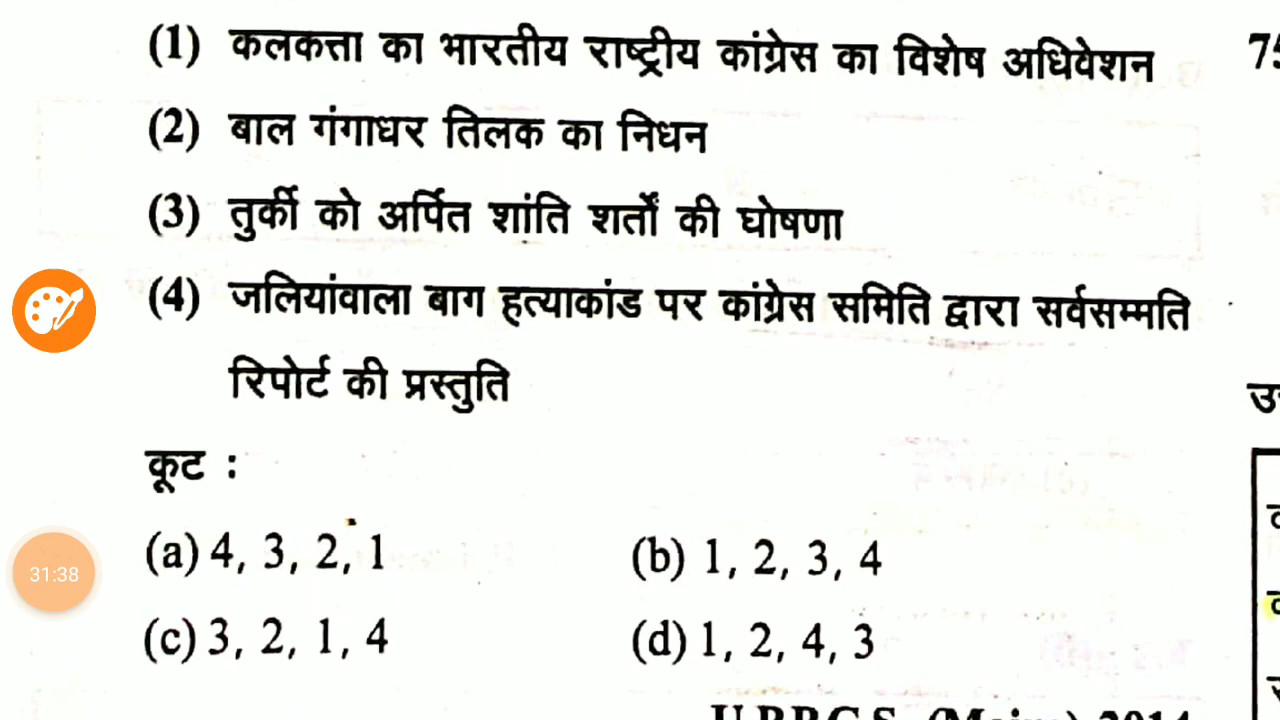 (1) कलकत्ता का भारतीय राष्ट्रीय कांग्रेस का विशेष अधिवेशन
(2) बाल गंगाधर तिलक का निधन
(3) तुर्की को अर्पित शांति शर्तों की घोषणा
(4) जलियांवाला बाग हत्याकांड पर कांग्रेस समिति द्वारा सर्वसम्मति
रिपोर्ट की प्रस्तुति
कूट :
(a) 4, 3, 2, 1 (b) 1, 2, 3, 4
(c) 3, 2, 1, 4 (d) 1, 2, 4, 3
31:38